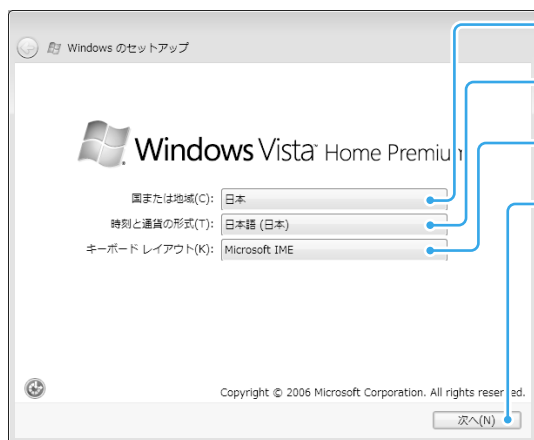 Windows のセットアップ
Windows Vista™ Home Premium
国または地域(C): 日本
時刻と通貨の形式(T): 日本語 (日本)
キーボード レイアウト(K): Microsoft IME
Copyright © 2006 Microsoft Corporation. All rights reserved.
次へ(N)